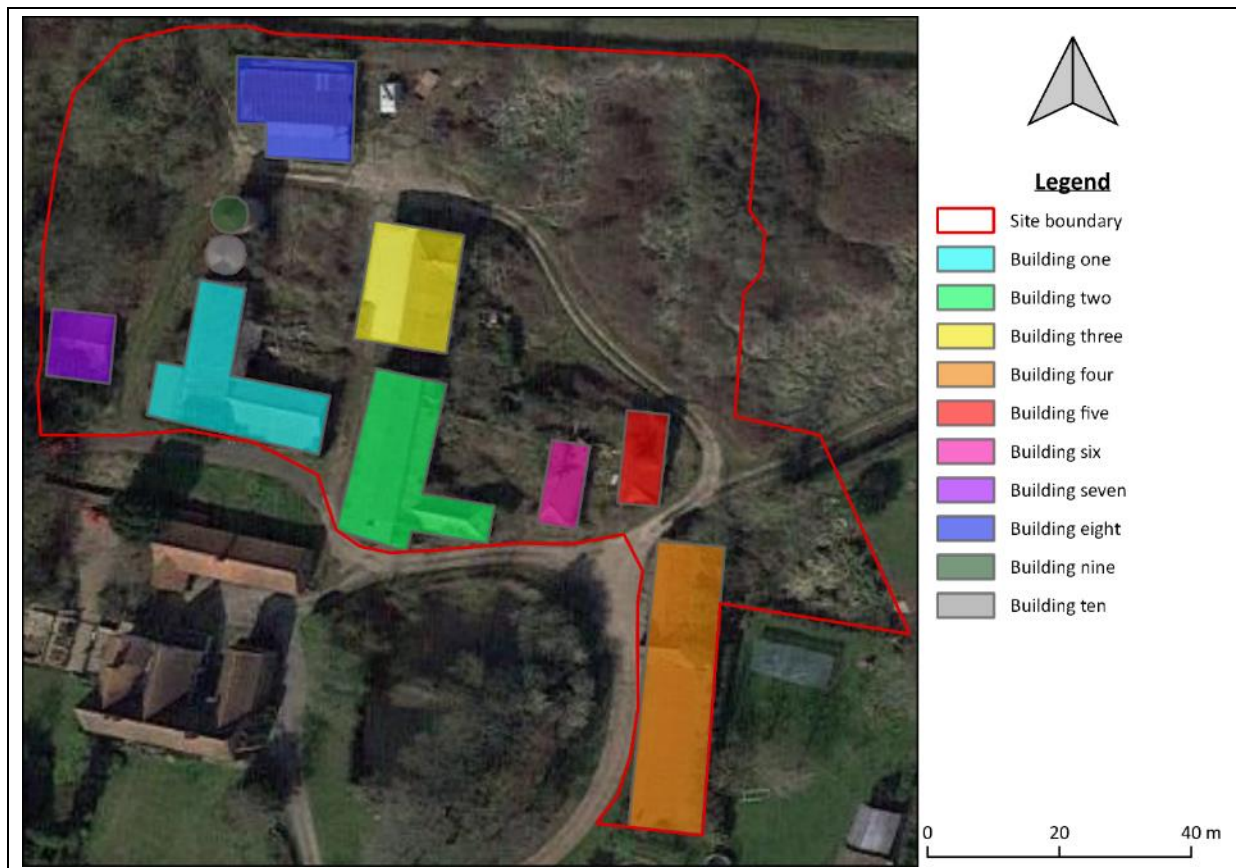 Legend
Site boundary
Building one
Building two
Building three
Building four
Building five
Building six
Building seven
Building eight
Building nine
Building ten
0 20 40 m